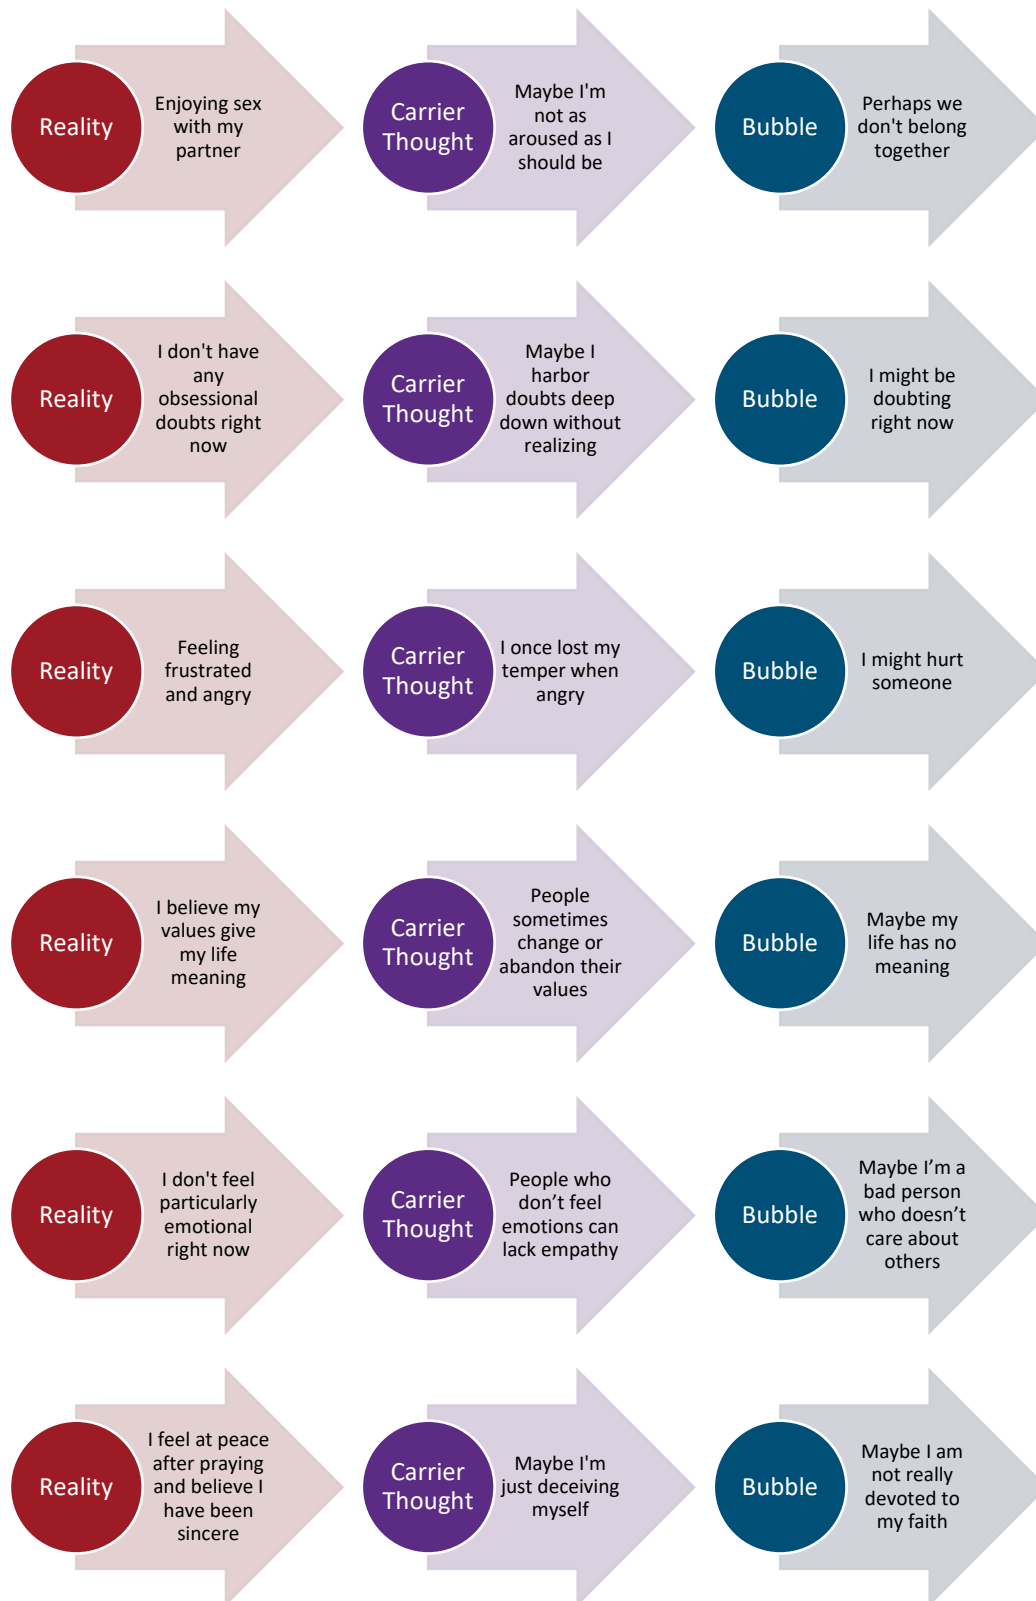 Reality
Enjoying sex
with my
partner
Carrier
Thought
Maybe I'm
not as
aroused as I
should be
Bubble
Perhaps we
don't belong
together
Reality
I don't have
any
obsessional
doubts right
now
Carrier
Thought
Maybe I
harbor
doubts deep
down without
realizing
Bubble
I might be
doubting
right now
Reality
Feeling
frustrated
and angry
Carrier
Thought
I once lost my
temper when
angry
Bubble
I might hurt
someone
Reality
I believe my
values give
my life
meaning
Carrier
Thought
People
sometimes
change or
abandon their
values
Bubble
Maybe my
life has no
meaning
Reality
I don't feel
particularly
emotional
right now
Carrier
Thought
People who
don’t feel
emotions can
lack empathy
Bubble
Maybe I’m a
bad person
who doesn’t
care about
others
Reality
I feel at peace
after praying
and believe I
have been
sincere
Carrier
Thought
Maybe I'm
just deceiving
myself
Bubble
Maybe I am
not really
devoted to
my faith